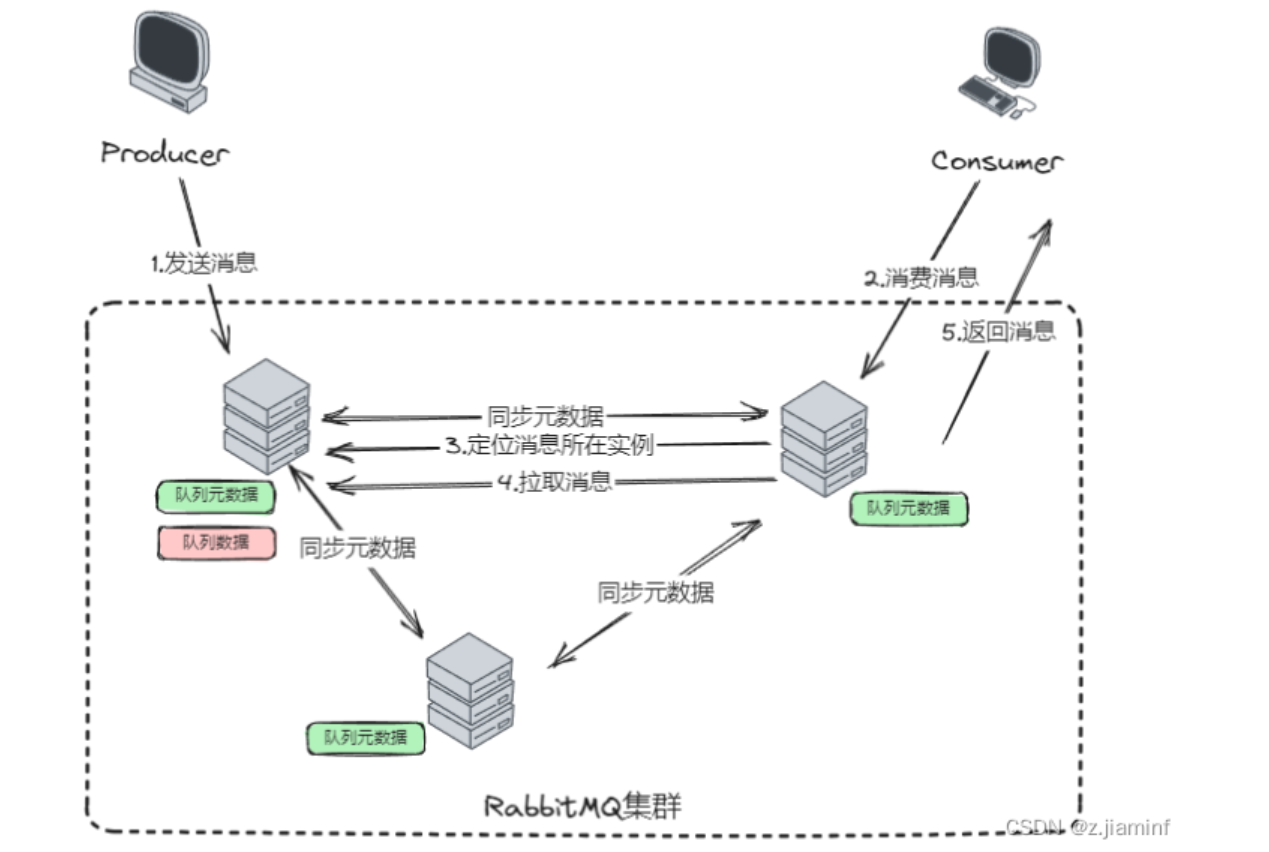 Producer
Consumer
1.发送消息
2.消费消息
5.返回消息
同步元数据
3.定位消息所在实例
4.拉取消息
队列元数据
队列数据
队列元数据
同步元数据
同步元数据
队列元数据
RabbitMQ集群
CSDN @z.jiaminf